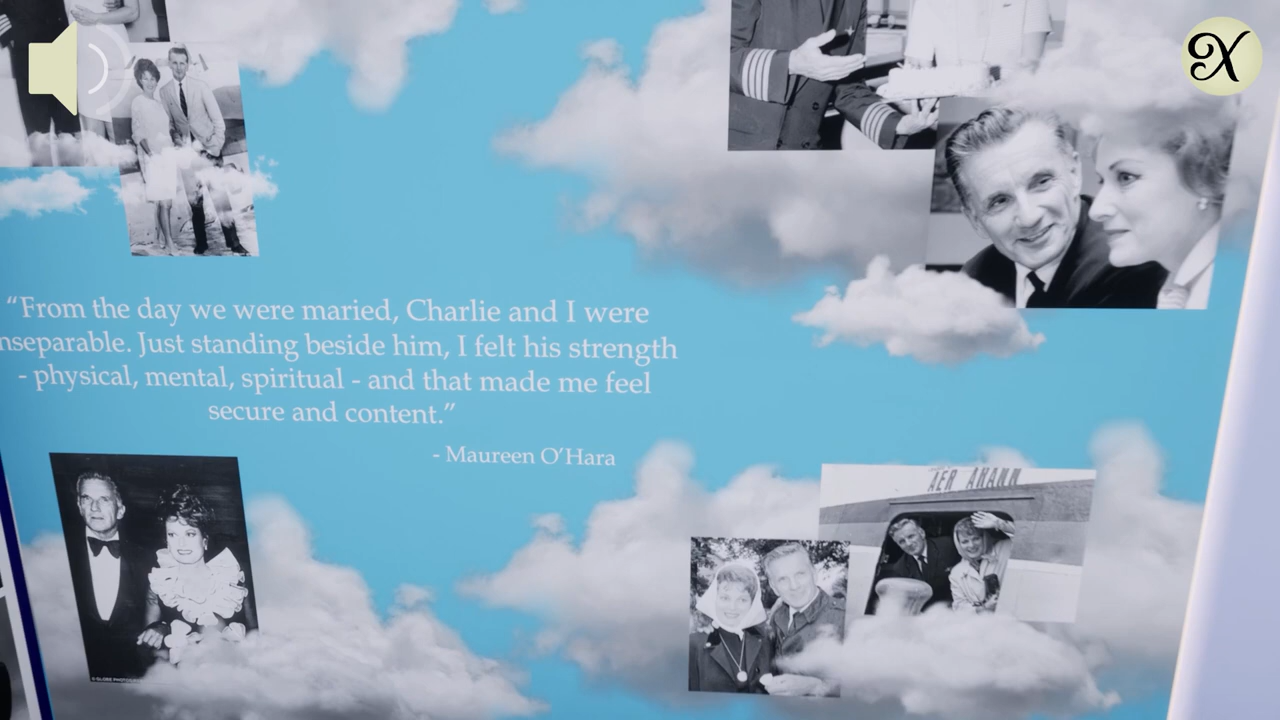 “From the day we were maried, Charlie and I were
nseparable. Just standing beside him, I felt his strength
- physical, mental, spiritual - and that made me feel
secure and content.”
- Maureen O’Hara
AER ARANN
X